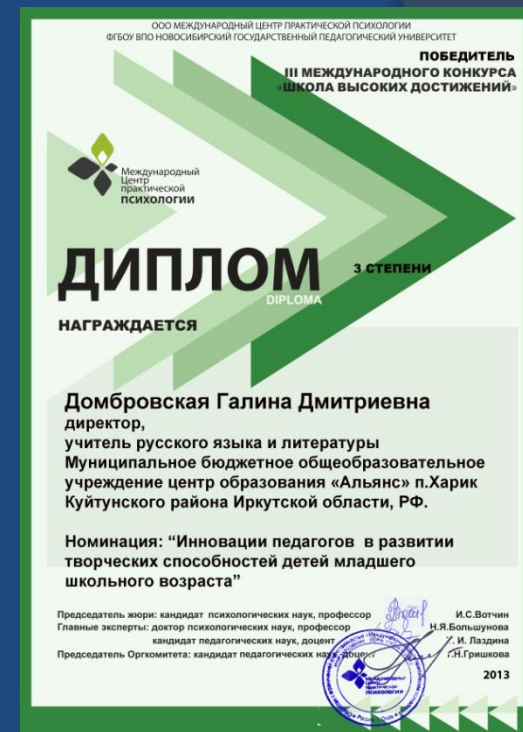 ООО МЕЖДУНАРОДНЫЙ ЦЕНТР ПРАКТИЧЕСКОЙ ПСИХОЛОГИИ
ФГБОУ ВПО НОВОСИБИРСКИЙ ГОСУДАРСТВЕННЫЙ ПЕДАГОГИЧЕСКИЙ УНИВЕРСИТЕТ
ПОБЕДИТЕЛЬ
III МЕЖДУНАРОДНОГО КОНКУРСА
«ШКОЛА ВЫСОКИХ ДОСТИЖЕНИЙ»
Международный
Центр
практической
ПСИХОЛОГИИ
ДИПЛОМ
3 СТЕПЕНИ
DIPLOMA
НАГРАЖДАЕТСЯ
Домбровская Галина Дмитриевна
директор,
учитель русского языка и литературы
Муниципальное бюджетное общеобразовательное
учреждение центр образования «Альянс» п.Харик
Куйтунского района Иркутской области, РФ.
Номинация: “Инновации педагогов в развитии
творческих способностей детей младшего
школьного возраста”
Председатель жюри: кандидат психологических наук, профессор И.С.Вотчин
Главные эксперты: доктор психологических наук, профессор Н.Я.Большунова
кандидат педагогических наук, доцент И. Лаздина
Председатель Оргкомитета: кандидат педагогических наук, доцент .Н.Гришкова
2013